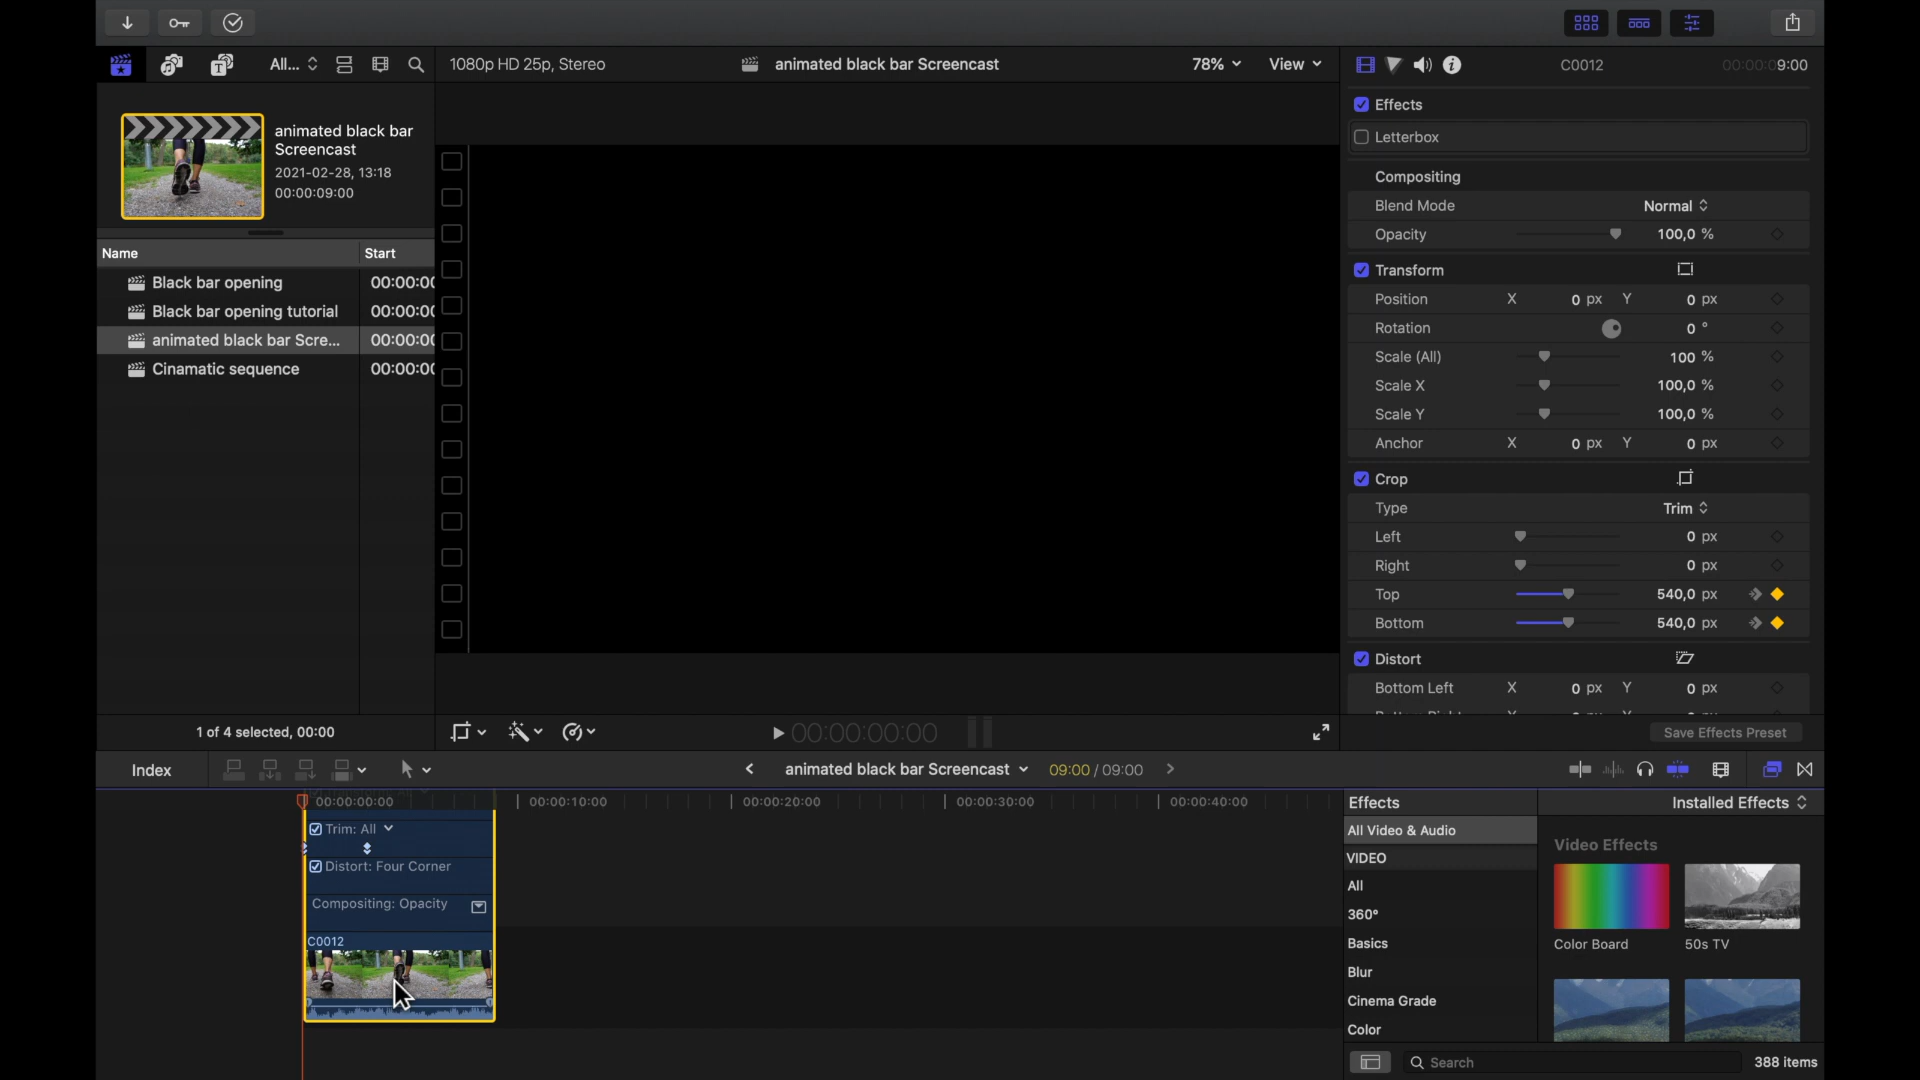 All...
1080p HD 25p, Stereo
animated black bar Screencast
78%
View
C0012
00:00:09:00
animated black bar
Screencast
2021-02-28, 13:18
00:00:09:00
Name
Start
Black bar opening
00:00:00
Black bar opening tutorial
00:00:00
animated black bar Scre...
00:00:00
Cinamatic sequence
00:00:00
1 of 4 selected, 00:00
00:00:00:00
Effects
Letterbox
Compositing
Blend Mode
Normal
Opacity
100,0 %
Transform
Position X 0 px Y 0 px
Rotation 0 °
Scale (All) 100 %
Scale X 100,0 %
Scale Y 100,0 %
Anchor X 0 px Y 0 px
Crop
Type Trim
Left 0 px
Right 0 px
Top 540,0 px
Bottom 540,0 px
Distort
Bottom Left X 0 px Y 0 px
Save Effects Preset
Index
animated black bar Screencast
09:00 / 09:00
00:00:00:00
00:00:10:00
00:00:20:00
00:00:30:00
00:00:40:00
Trim: All
Distort: Four Corner
Compositing: Opacity
C0012
Effects
Installed Effects
All Video & Audio
VIDEO
All
360°
Basics
Blur
Cinema Grade
Color
Video Effects
Color Board
50s TV
Search
388 items